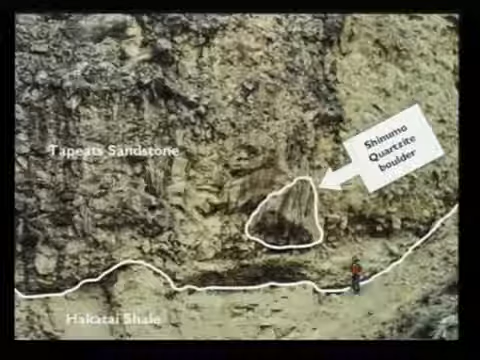 Shinumo
Quartzite
boulder
Tapeats Sandstone
Hakatai Shale